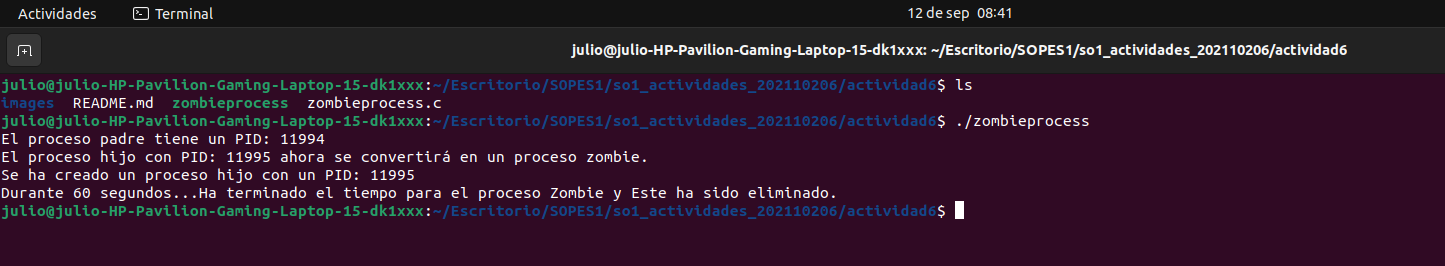 Actividades Terminal 12 de sep 08:41
julio@julio-HP-Pavilion-Gaming-Laptop-15-dk1xxx: ~/Escritorio/SOPES1/so1_actividades_202110206/actividad6
julio@julio-HP-Pavilion-Gaming-Laptop-15-dk1xxx:~/Escritorio/SOPES1/so1_actividades_202110206/actividad6$ ls
images README.md zombieprocess zombieprocess.c
julio@julio-HP-Pavilion-Gaming-Laptop-15-dk1xxx:~/Escritorio/SOPES1/so1_actividades_202110206/actividad6$ ./zombieprocess
El proceso padre tiene un PID: 11994
El proceso hijo con PID: 11995 ahora se convertirá en un proceso zombie.
Se ha creado un proceso hijo con un PID: 11995
Durante 60 segundos...Ha terminado el tiempo para el proceso Zombie y Este ha sido eliminado.
julio@julio-HP-Pavilion-Gaming-Laptop-15-dk1xxx:~/Escritorio/SOPES1/so1_actividades_202110206/actividad6$